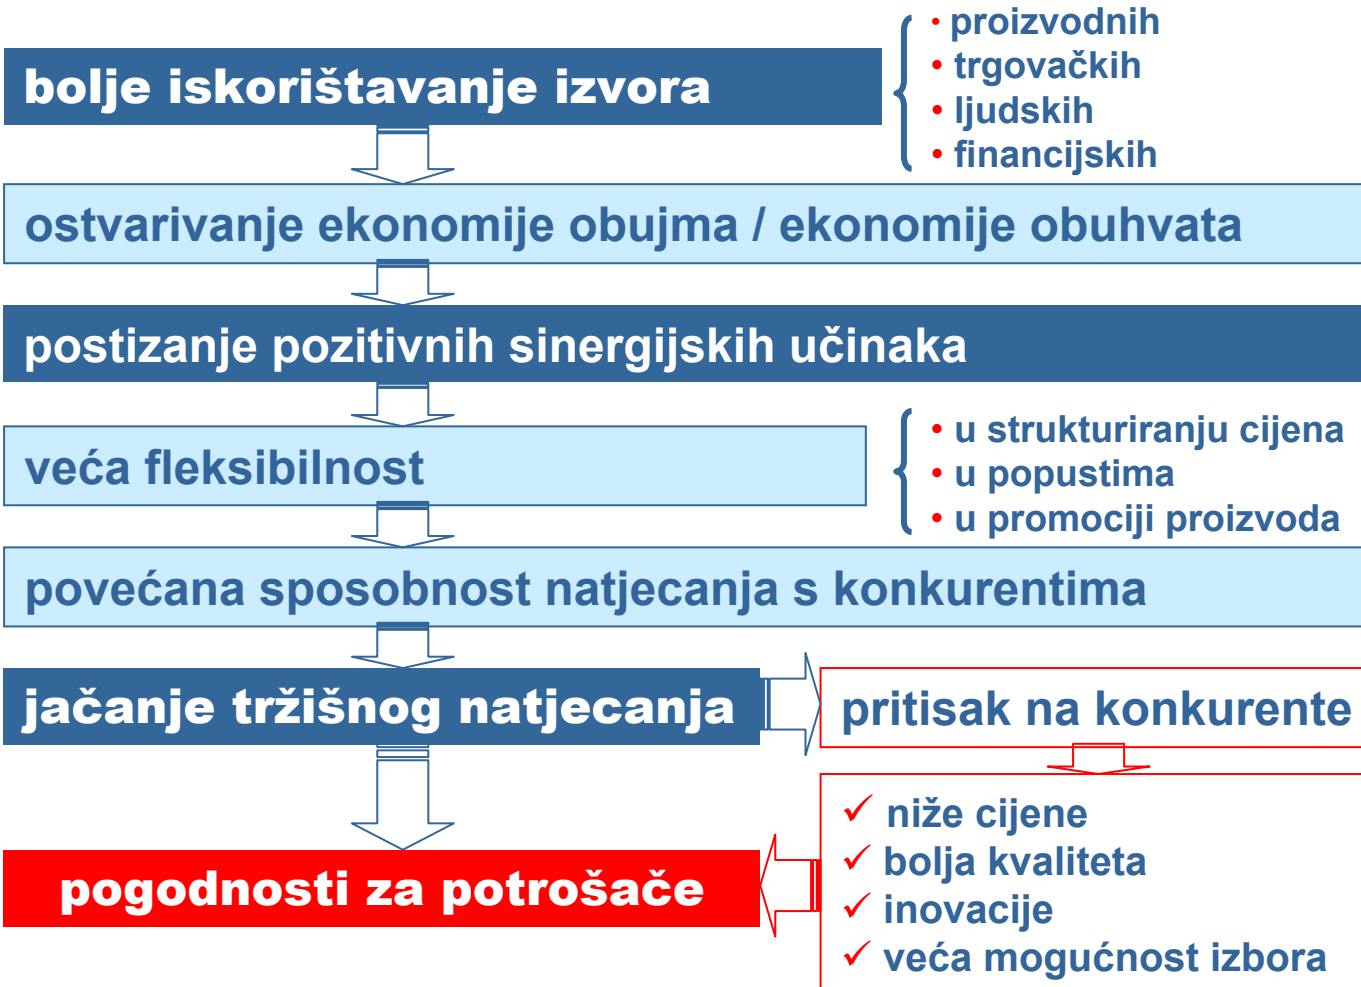 bolje iskorištavanje izvora
• proizvodnih
• trgovačkih
• ljudskih
• financijskih
ostvarivanje ekonomije obujma / ekonomije obuhvata
postizanje pozitivnih sinergijskih učinaka
veća fleksibilnost
• u strukturiranju cijena
• u popustima
• u promociji proizvoda
povećana sposobnost natjecanja s konkurentima
jačanje tržišnog natjecanja
pritisak na konkurente
✓ niže cijene
✓ bolja kvaliteta
✓ inovacije
✓ veća mogućnost izbora
pogodnosti za potrošače